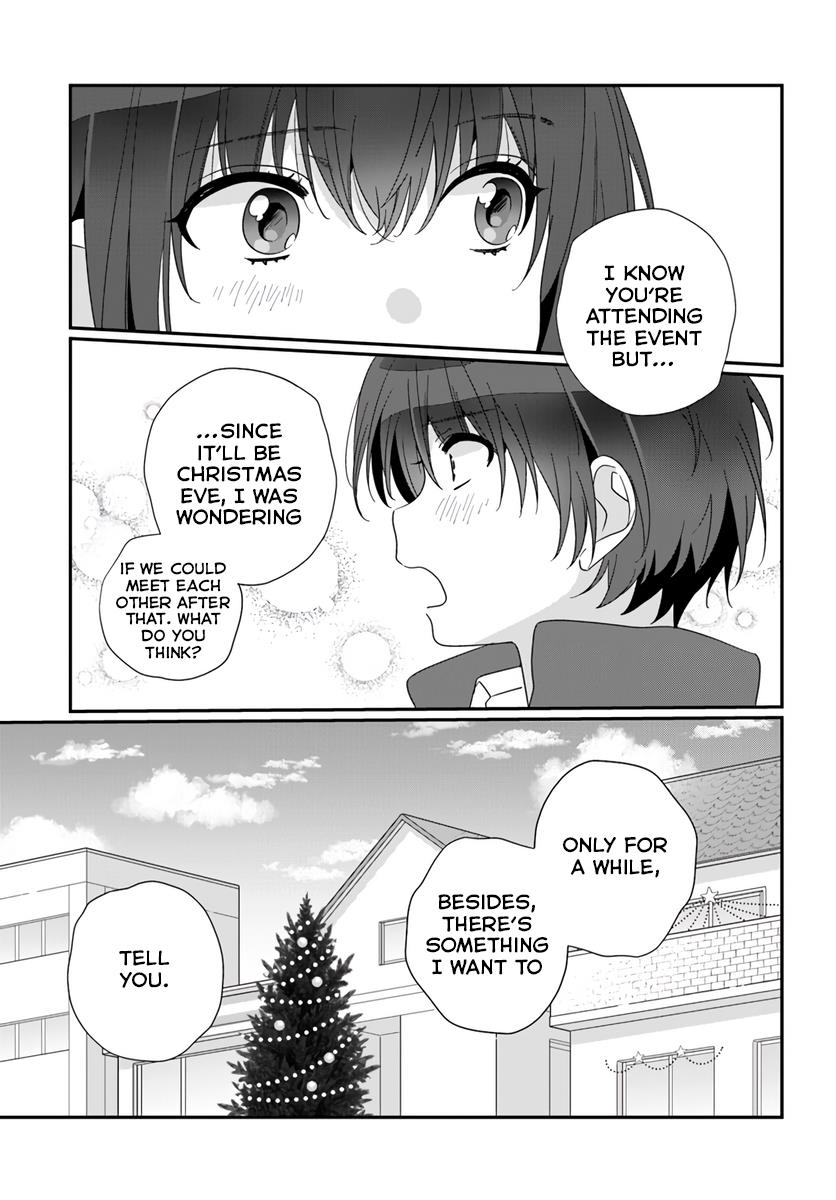 I KNOW
YOU'RE
ATTENDING
THE EVENT
BUT...
...SINCE
IT'LL BE
CHRISTMAS
EVE, I WAS
WONDERING
IF WE COULD
MEET EACH
OTHER AFTER
THAT. WHAT
DO YOU
THINK?
ONLY FOR
A WHILE,
BESIDES,
THERE'S
SOMETHING
I WANT TO
TELL
YOU.